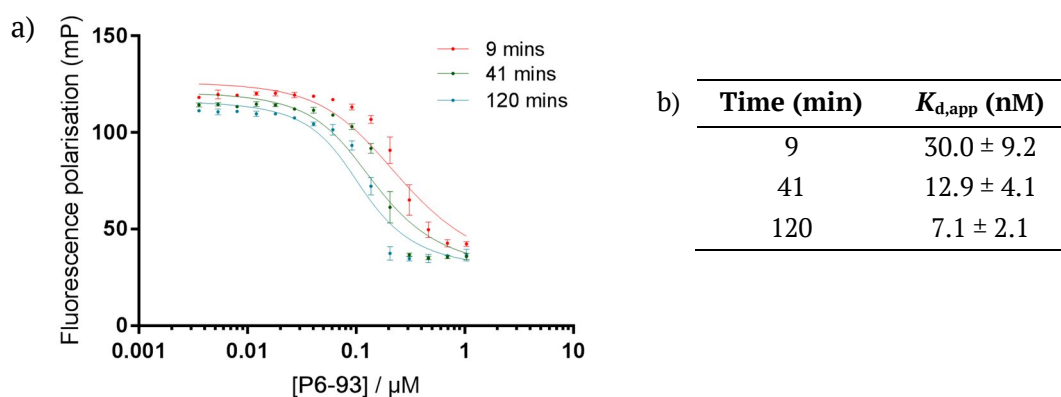 a)
Fluorescence polarisation (mP)
150
100
50
0
0.001
0.01
0.1
1
10
[P6-93] / µM
9 mins
41 mins
120 mins
b)
Time (min) Kd,app (nM)
9 30.0 ± 9.2
41 12.9 ± 4.1
120 7.1 ± 2.1